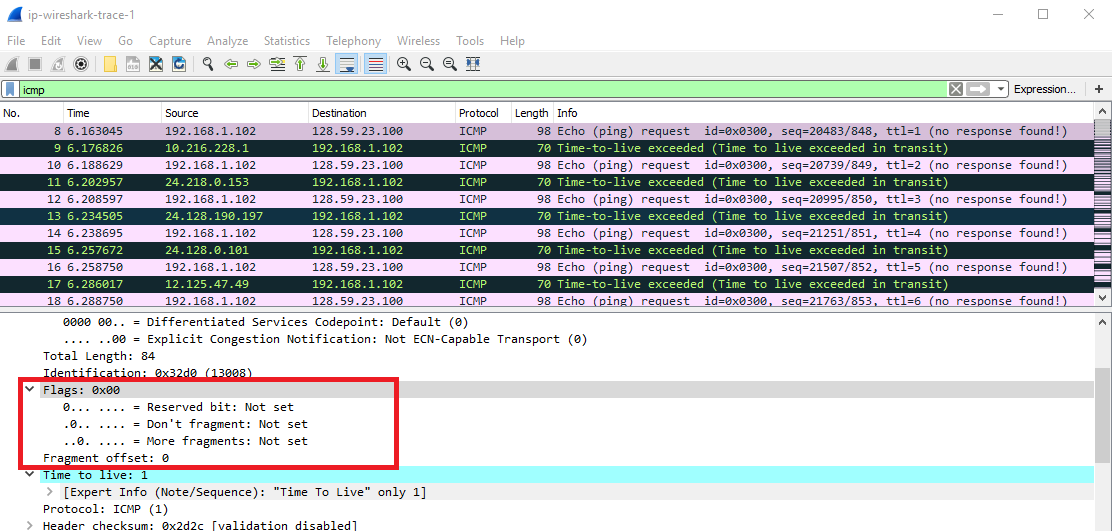 ip-wireshark-trace-1
File Edit View Go Capture Analyze Statistics Telephony Wireless Tools Help
icmp Expression... +
No. Time Source Destination Protocol Length Info
8 6.163045 192.168.1.102 128.59.23.100 ICMP 98 Echo (ping) request id=0x0300, seq=20483/848, ttl=1 (no response found!)
9 6.176826 10.216.228.1 192.168.1.102 ICMP 70 Time-to-live exceeded (Time to live exceeded in transit)
10 6.188629 192.168.1.102 128.59.23.100 ICMP 98 Echo (ping) request id=0x0300, seq=20739/849, ttl=2 (no response found!)
11 6.202957 24.218.0.153 192.168.1.102 ICMP 70 Time-to-live exceeded (Time to live exceeded in transit)
12 6.208597 192.168.1.102 128.59.23.100 ICMP 98 Echo (ping) request id=0x0300, seq=20995/850, ttl=3 (no response found!)
13 6.234505 24.128.190.197 192.168.1.102 ICMP 70 Time-to-live exceeded (Time to live exceeded in transit)
14 6.238695 192.168.1.102 128.59.23.100 ICMP 98 Echo (ping) request id=0x0300, seq=21251/851, ttl=4 (no response found!)
15 6.257672 24.128.0.101 192.168.1.102 ICMP 70 Time-to-live exceeded (Time to live exceeded in transit)
16 6.258750 192.168.1.102 128.59.23.100 ICMP 98 Echo (ping) request id=0x0300, seq=21507/852, ttl=5 (no response found!)
17 6.286017 12.125.47.49 192.168.1.102 ICMP 70 Time-to-live exceeded (Time to live exceeded in transit)
18 6.288750 192.168.1.102 128.59.23.100 ICMP 98 Echo (ping) request id=0x0300, seq=21763/853, ttl=6 (no response found!)
0000 00.. = Differentiated Services Codepoint: Default (0)
.... ..00 = Explicit Congestion Notification: Not ECN-Capable Transport (0)
Total Length: 84
Identification: 0x32d0 (13008)
Flags: 0x00
0... .... = Reserved bit: Not set
.0.. .... = Don't fragment: Not set
..0. .... = More fragments: Not set
Fragment offset: 0
Time to live: 1
[Expert Info (Note/Sequence): "Time To Live" only 1]
Protocol: ICMP (1)
Header checksum: 0x2d2c [validation disabled]